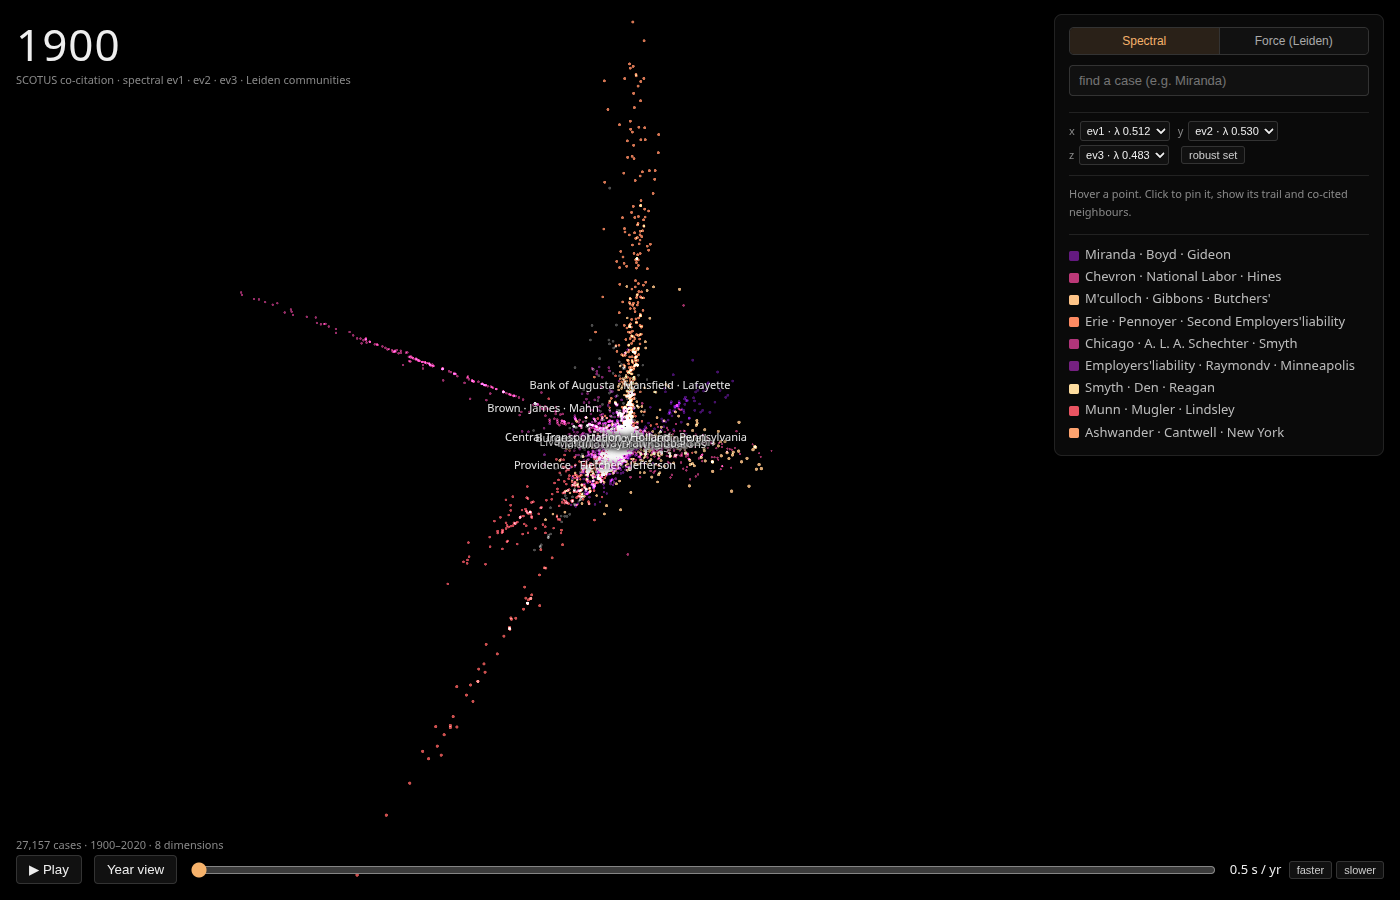 1900
SCOTUS co-citation · spectral ev1 · ev2 · ev3 · Leiden communities
Spectral
Force (Leiden)
find a case (e.g. Miranda)
x ev1 · λ 0.512 y ev2 · λ 0.530
z ev3 · λ 0.483 robust set
Hover a point. Click to pin it, show its trail and co-cited
neighbours.
Miranda · Boyd · Gideon
Chevron · National Labor · Hines
M'culloch · Gibbons · Butchers'
Erie · Pennoyer · Second Employers'liability
Chicago · A. L. A. Schechter · Smyth
Employers'liability · Raymondv · Minneapolis
Smyth · Den · Reagan
Munn · Mugler · Lindsley
Ashwander · Cantwell · New York
Bank of Augusta · Mansfield · Lafayette
Brown · James · Mahn
Central Transportation · Holland · Pennsylvania
Providence · Fletcher · Jefferson
27,157 cases · 1900–2020 · 8 dimensions
▶ Play
Year view
0.5 s / yr
faster
slower